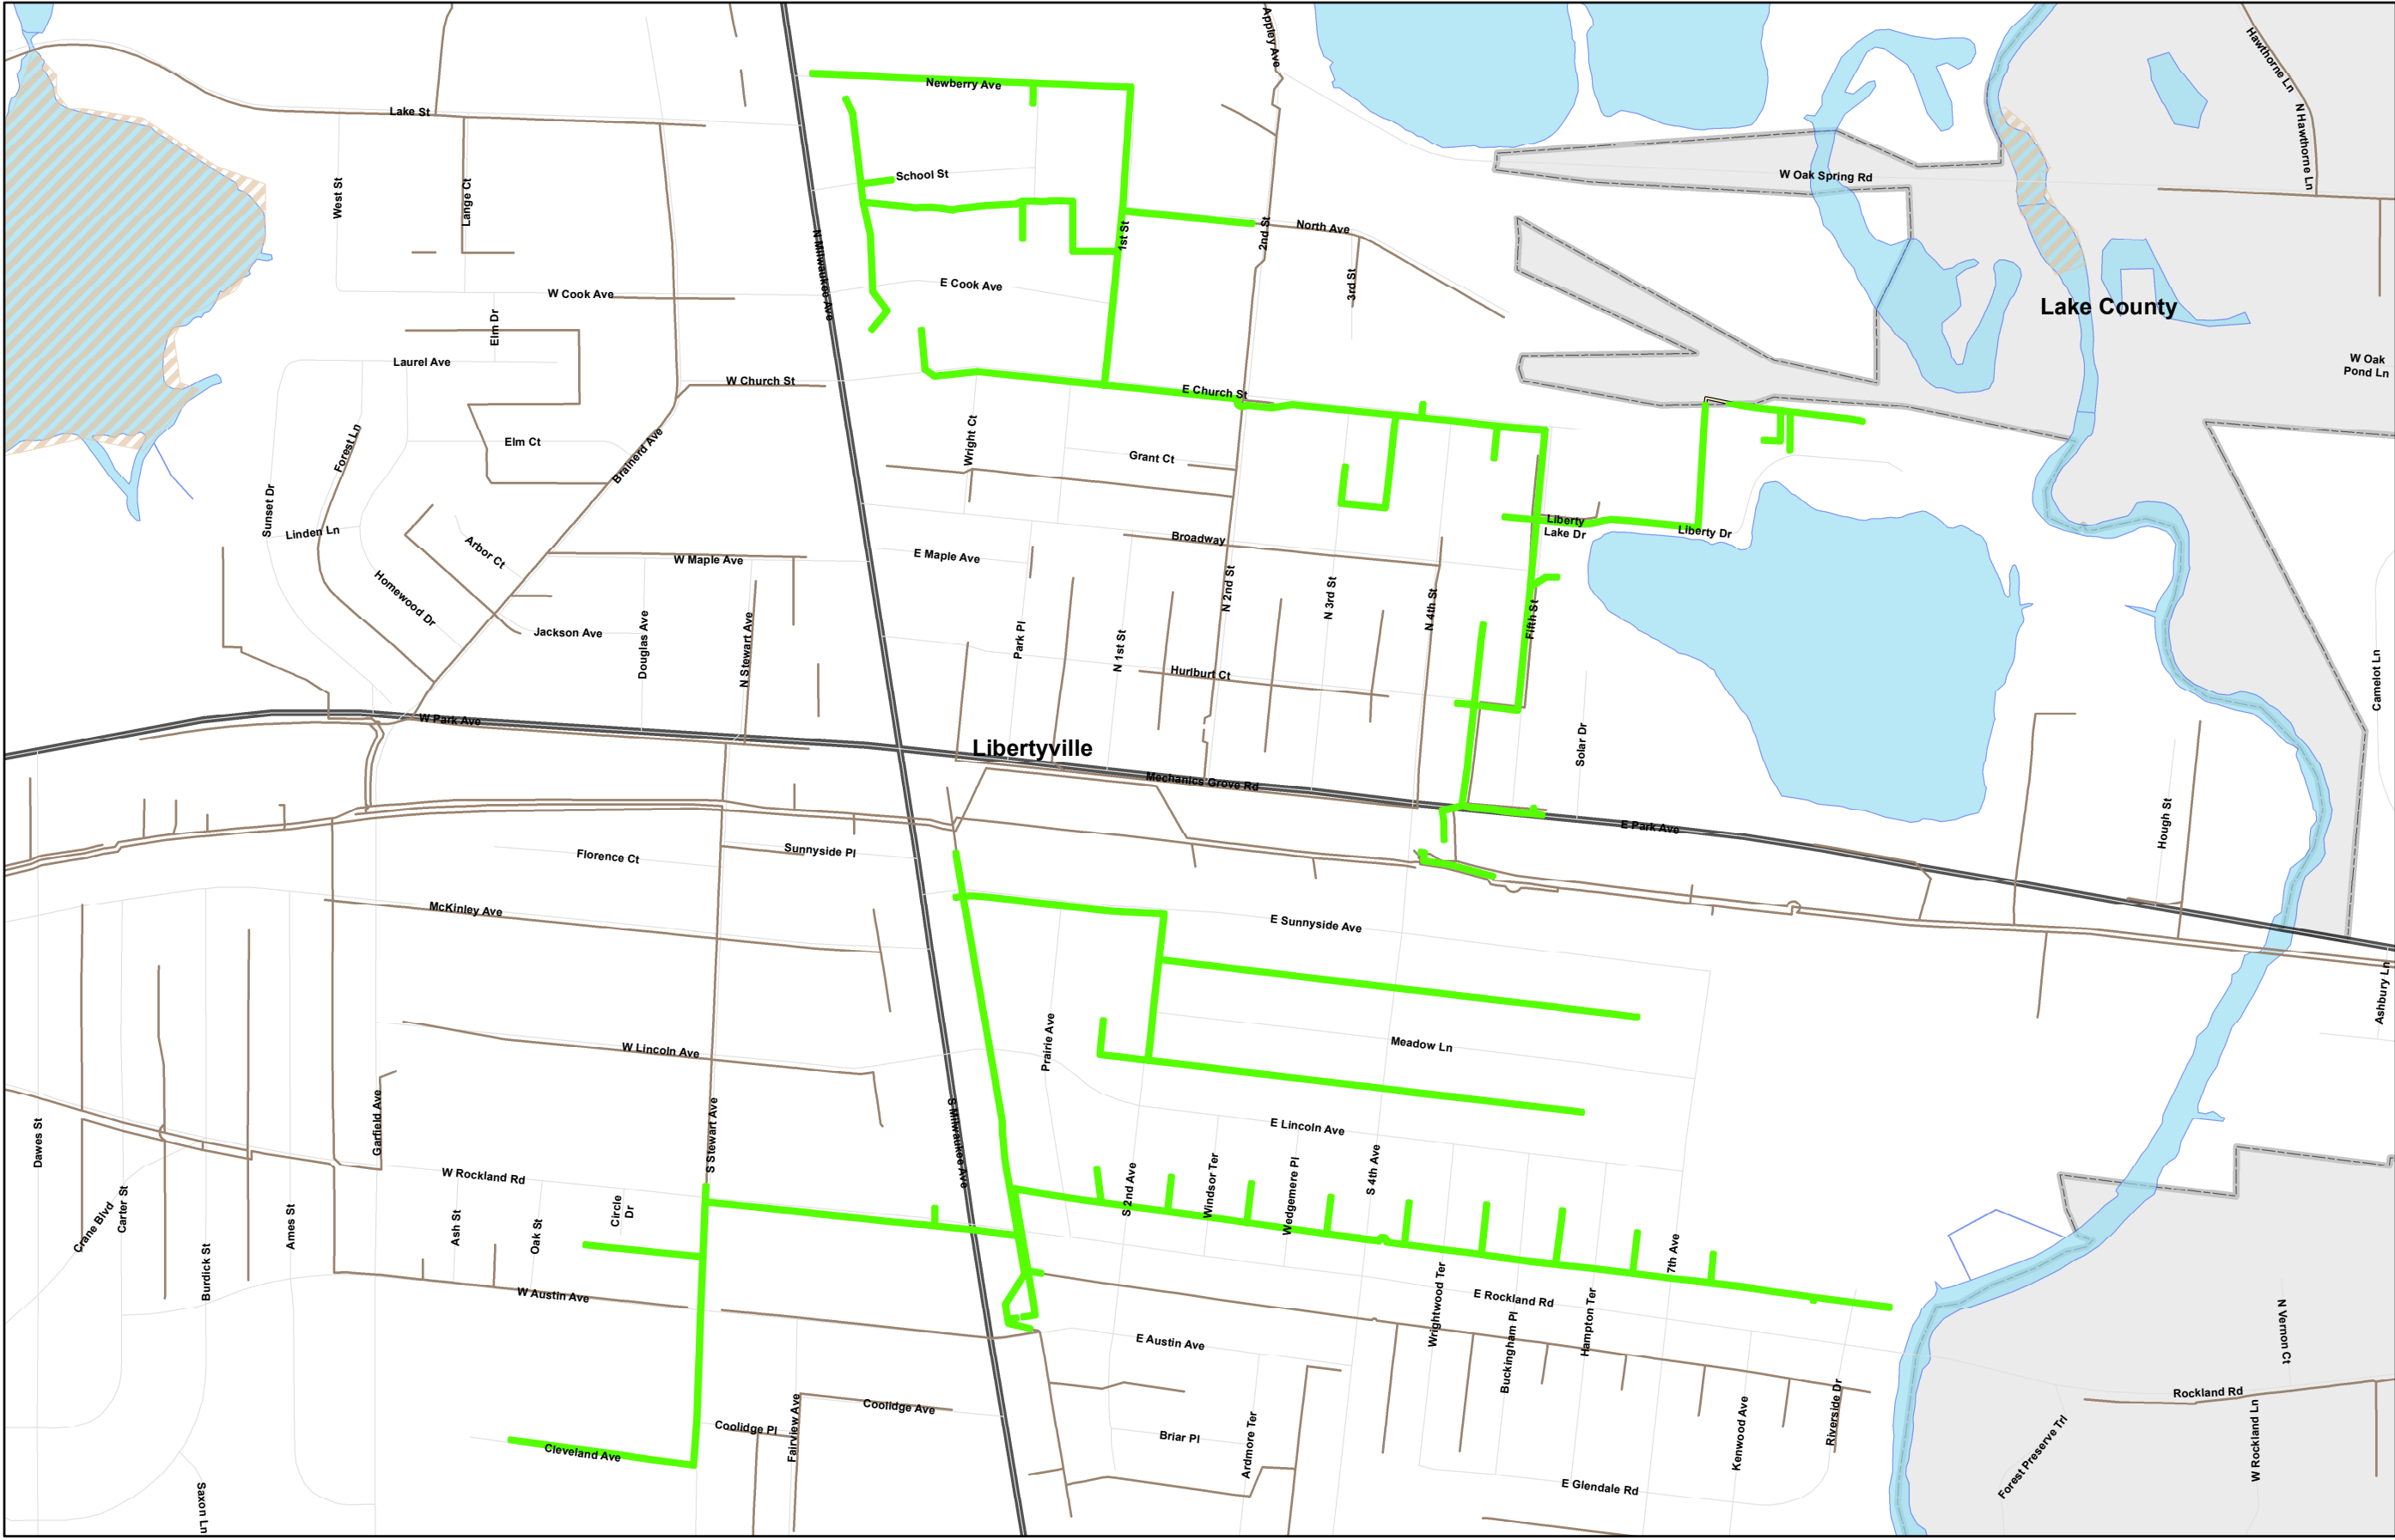 Appley Ave
Hawthorne Ln
Newberry Ave
Lake St
N Hawthorne Ln
School St
W Oak Spring Rd
West St
Lange Ct
1st St
2nd St
North Ave
N Milwaukee Ave
3rd St
E Cook Ave
W Cook Ave
Lake County
Elm Dr
Laurel Ave
W Oak
Pond Ln
W Church St
E Church St
Forest Ln
Elm Ct
Brainerd Ave
Wright Ct
Grant Ct
Sunset Dr
Linden Ln
Arbor Ct
Liberty
Lake Dr
Liberty Dr
Broadway
E Maple Ave
W Maple Ave
Homewood Dr
Jackson Ave
Douglas Ave
N Stewart Ave
Park Pl
N 1st St
N 2nd St
N 3rd St
N 4th St
Fifth St
Hurlburt Ct
Camelot Ln
W Park Ave
Libertyville
Solar Dr
Mechanics Grove Rd
E Park Ave
Hough St
Florence Ct
Sunnyside Pl
McKinley Ave
E Sunnyside Ave
Ashbury Ln
W Lincoln Ave
Prairie Ave
Meadow Ln
Dawes St
Garfield Ave
S Stewart Ave
S Milwaukee Ave
E Lincoln Ave
W Rockland Rd
Crane Blvd
Carter St
Burdick St
Ames St
Ash St
Oak St
Circle
Dr
S 2nd Ave
Windsor Ter
Wedgemere Pl
S 4th Ave
7th Ave
W Austin Ave
E Rockland Rd
Wrightwood Ter
Buckingham Pl
Hampton Ter
E Austin Ave
N Vernon Ct
Rockland Rd
Coolidge Ave
Coolidge Pl
Fairview Ave
Cleveland Ave
Briar Pl
Ardmore Ter
Kenwood Ave
Riverside Dr
Forest Preserve Trl
W Rockland Ln
E Glendale Rd
Saxon Ln